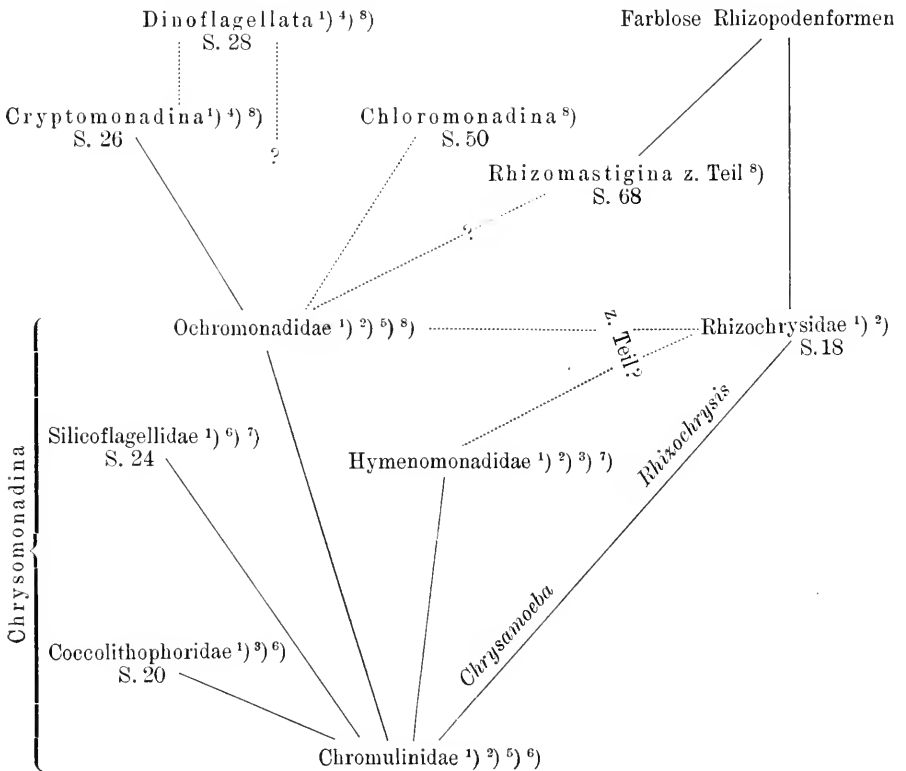 Dinoflagellata ¹) ⁴) ⁸)
S. 28
Farblose Rhizopodenformen
Cryptomonadina ¹) ⁴) ⁸)
S. 26
Chloromonadina ⁸)
S. 50
?
Rhizomastigina z. Teil ⁸)
S. 68
?
Ochromonadidae ¹) ²) ⁵) ⁸)
z. Teil?
Rhizochrysidae ¹) ²)
S. 18
Silicoflagellidae ¹) ⁶) ⁷)
S. 24
Hymenomonadidae ¹) ²) ³) ⁷)
Rhizochrysis
Chrysomonadina
Chrysamoeba
Coccolithophoridae ¹) ³) ⁶)
S. 20
Chromulinidae ¹) ²) ⁵) ⁶)